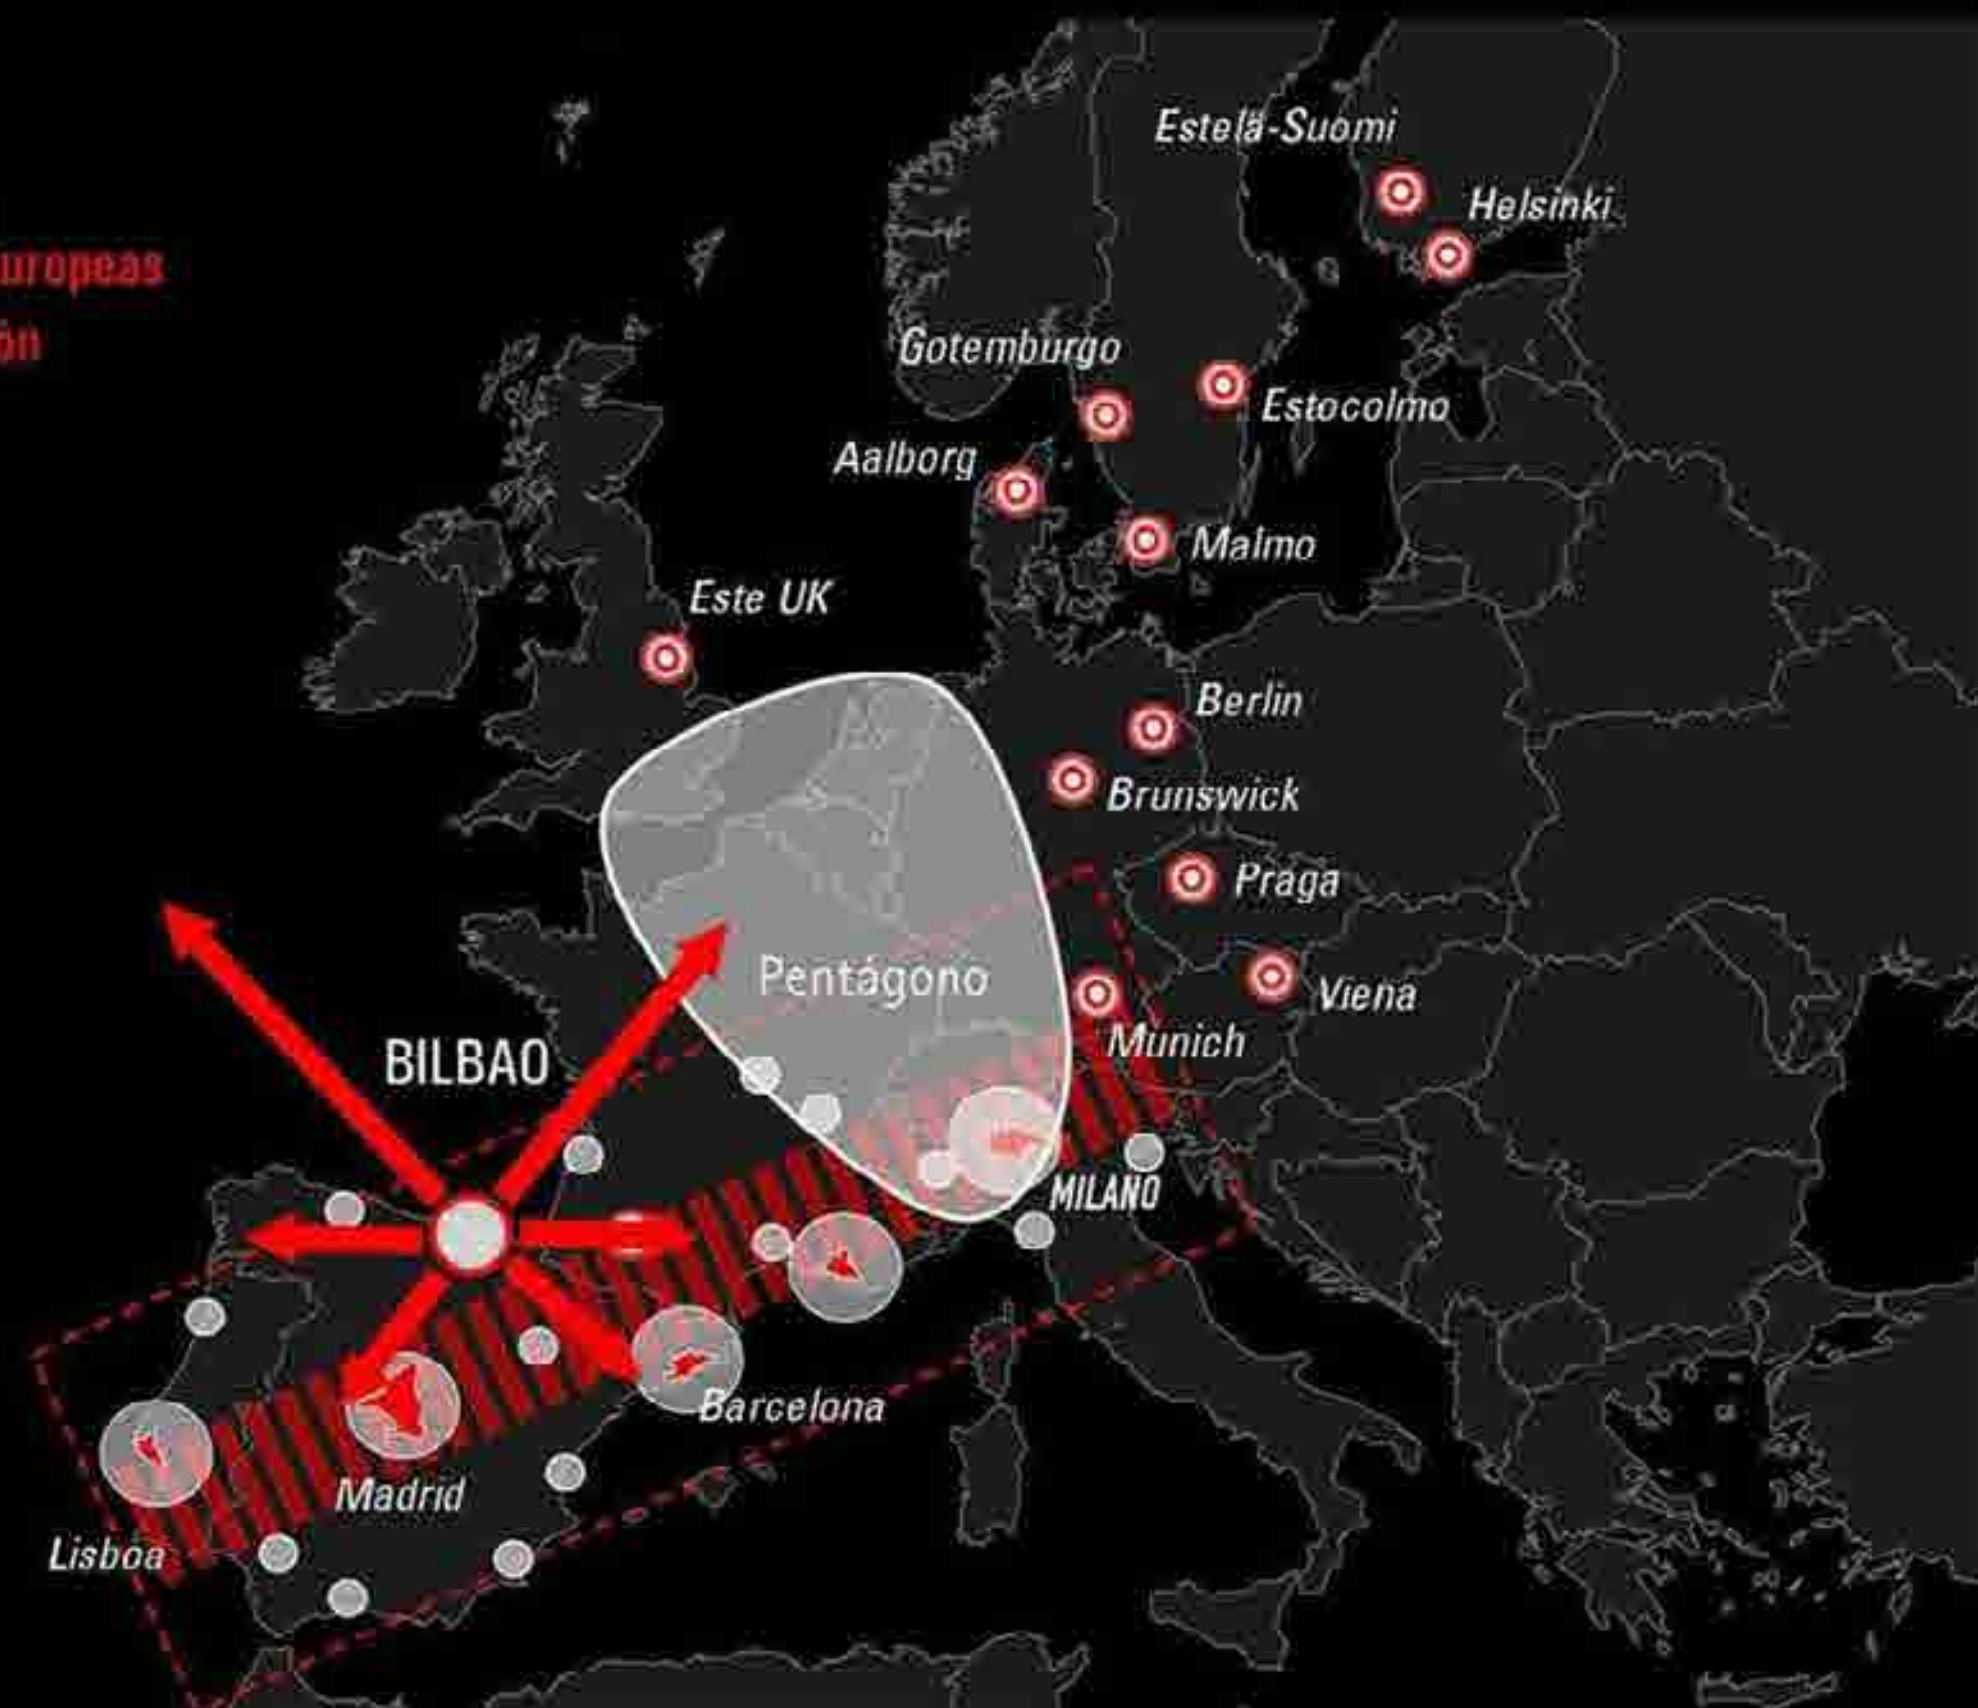 Estelä-Suomi
Helsinki
uropeas
ón
Gotemburgo
Estocolmo
Aalborg
Malmo
Este UK
Berlin
Brunswick
Praga
Pentágono
Viena
Munich
BILBAO
MILANO
Barcelona
Madrid
Lisboa